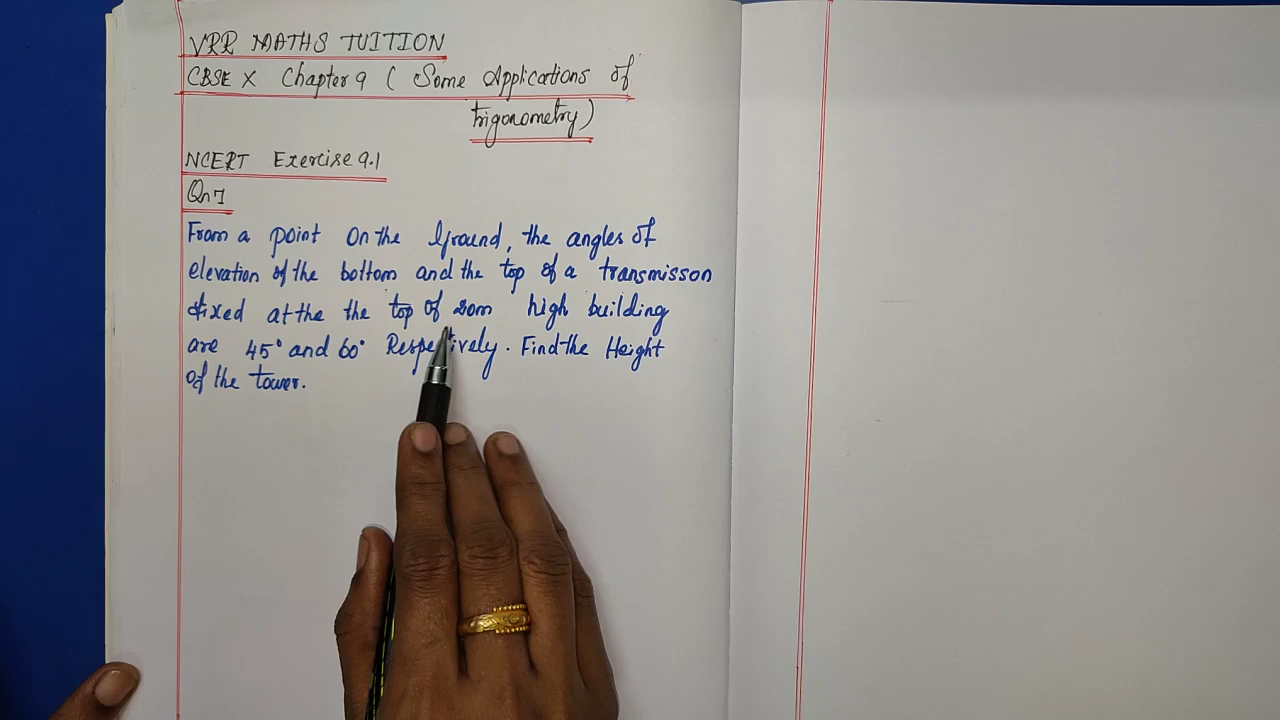 VRR MATHS TUITION
CBSE X Chapter 9 ( Some Applications of
trigonometry)
NCERT Exercise 9.1
Qn 7
From a point on the Ground, the angles of
elevation of the bottom and the top of a transmisson
fixed at the the top of 20m high building
are 45° and 60° Respectively. Find the Height
of the tower.